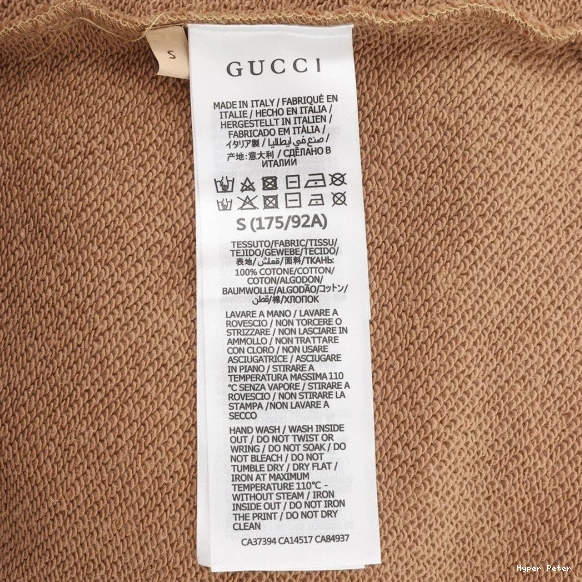 S
GUCCI
MADE IN ITALY / FABRIQUÉ EN
ITALIE / HECHO EN ITALIA /
HERGESTELLT IN ITALIEN /
FABRICADO EM ITÁLIA /
イタリア製 / صنع في ايطاليا /
产地: 意大利 / СДЕЛАНО В
ИТАЛИИ
S (175/92A)
TESSUTO/FABRIC/TISSU/
TEJIDO/GEWEBE/TECIDO/
表地/قماش/面料/ТКАНЬ:
100% COTONE/COTTON/
COTON/ALGODON/
BAUMWOLLE/ALGODÃO/コットン/
قطن/棉/ХЛОПОК
LAVARE A MANO / LAVARE A
ROVESCIO / NON TORCERE O
STRIZZARE / NON LASCIARE IN
AMMOLLO / NON TRATTARE
CON CLORO / NON USARE
ASCIUGATRICE / ASCIUGARE
IN PIANO / STIRARE A
TEMPERATURA MASSIMA 110
°C SENZA VAPORE / STIRARE A
ROVESCIO / NON STIRARE LA
STAMPA /NON LAVARE A
SECCO
HAND WASH / WASH INSIDE
OUT / DO NOT TWIST OR
WRING / DO NOT SOAK / DO
NOT BLEACH / DO NOT
TUMBLE DRY / DRY FLAT /
IRON AT MAXIMUM
TEMPERATURE 110°C -
WITHOUT STEAM / IRON
INSIDE OUT / DO NOT IRON
THE PRINT / DO NOT DRY
CLEAN
CA37394 CA14517 CA84937
Hyper Peter